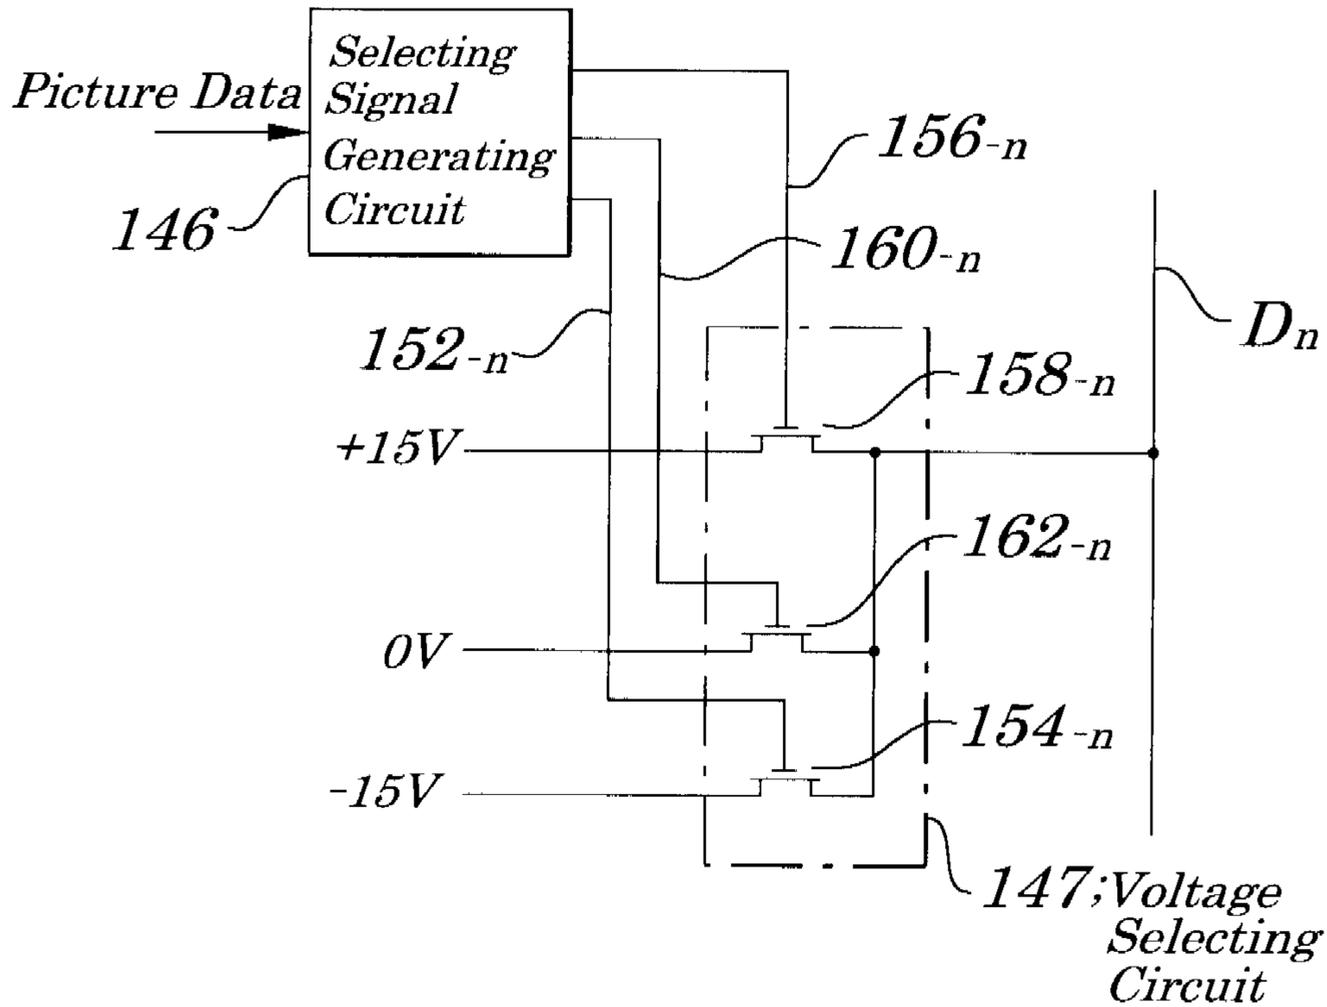 Picture Data
Selecting
Signal
Generating
Circuit
146
156-n
160-n
152-n
Dn
158-n
+15V
162-n
0V
154-n
-15V
147;Voltage
Selecting
Circuit